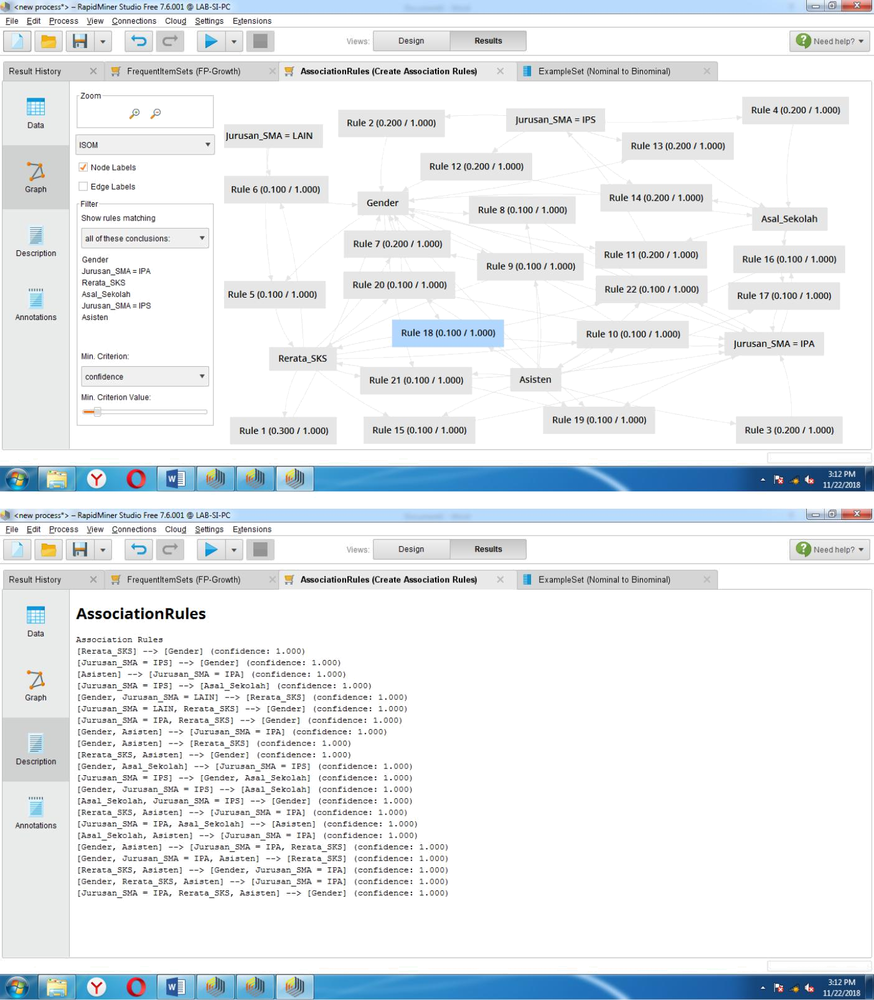 <new process*> – RapidMiner Studio Free 7.6.001 @ LAB-SI-PC
File Edit Process View Connections Cloud Settings Extensions
Views: Design Results
Need help?
Result History
FrequentItemSets (FP-Growth)
AssociationRules (Create Association Rules)
ExampleSet (Nominal to Binominal)
Data
Graph
Description
Annotations
Zoom
ISOM
Node Labels
Edge Labels
Filter
Show rules matching
all of these conclusions:
Gender
Jurusan_SMA = IPA
Rerata_SKS
Asal_Sekolah
Jurusan_SMA = IPS
Asisten
Min. Criterion:
confidence
Min. Criterion Value:
Jurusan_SMA = LAIN
Rule 2 (0.200 / 1.000)
Jurusan_SMA = IPS
Rule 4 (0.200 / 1.000)
Rule 13 (0.200 / 1.000)
Rule 12 (0.200 / 1.000)
Rule 6 (0.100 / 1.000)
Gender
Rule 8 (0.100 / 1.000)
Rule 14 (0.200 / 1.000)
Asal_Sekolah
Rule 7 (0.200 / 1.000)
Rule 9 (0.100 / 1.000)
Rule 11 (0.200 / 1.000)
Rule 16 (0.100 / 1.000)
Rule 5 (0.100 / 1.000)
Rule 20 (0.100 / 1.000)
Rule 22 (0.100 / 1.000)
Rule 17 (0.100 / 1.000)
Rule 18 (0.100 / 1.000)
Rule 10 (0.100 / 1.000)
Jurusan_SMA = IPA
Rerata_SKS
Rule 21 (0.100 / 1.000)
Asisten
Rule 1 (0.300 / 1.000)
Rule 15 (0.100 / 1.000)
Rule 19 (0.100 / 1.000)
Rule 3 (0.200 / 1.000)
3:12 PM
11/22/2018
<new process*> – RapidMiner Studio Free 7.6.001 @ LAB-SI-PC
File Edit Process View Connections Cloud Settings Extensions
Views: Design Results
Need help?
Result History
FrequentItemSets (FP-Growth)
AssociationRules (Create Association Rules)
ExampleSet (Nominal to Binominal)
Data
Graph
Description
Annotations
AssociationRules
Association Rules
[Rerata_SKS] --> [Gender] (confidence: 1.000)
[Jurusan_SMA = IPS] --> [Gender] (confidence: 1.000)
[Asisten] --> [Jurusan_SMA = IPA] (confidence: 1.000)
[Jurusan_SMA = IPS] --> [Asal_Sekolah] (confidence: 1.000)
[Gender, Jurusan_SMA = LAIN] --> [Rerata_SKS] (confidence: 1.000)
[Jurusan_SMA = LAIN, Rerata_SKS] --> [Gender] (confidence: 1.000)
[Jurusan_SMA = IPA, Rerata_SKS] --> [Gender] (confidence: 1.000)
[Gender, Asisten] --> [Jurusan_SMA = IPA] (confidence: 1.000)
[Gender, Asisten] --> [Rerata_SKS] (confidence: 1.000)
[Rerata_SKS, Asisten] --> [Gender] (confidence: 1.000)
[Gender, Asal_Sekolah] --> [Jurusan_SMA = IPS] (confidence: 1.000)
[Jurusan_SMA = IPS] --> [Gender, Asal_Sekolah] (confidence: 1.000)
[Gender, Jurusan_SMA = IPS] --> [Asal_Sekolah] (confidence: 1.000)
[Asal_Sekolah, Jurusan_SMA = IPS] --> [Gender] (confidence: 1.000)
[Rerata_SKS, Asisten] --> [Jurusan_SMA = IPA] (confidence: 1.000)
[Jurusan_SMA = IPA, Asal_Sekolah] --> [Asisten] (confidence: 1.000)
[Asal_Sekolah, Asisten] --> [Jurusan_SMA = IPA] (confidence: 1.000)
[Gender, Asisten] --> [Jurusan_SMA = IPA, Rerata_SKS] (confidence: 1.000)
[Gender, Jurusan_SMA = IPA, Asisten] --> [Rerata_SKS] (confidence: 1.000)
[Rerata_SKS, Asisten] --> [Gender, Jurusan_SMA = IPA] (confidence: 1.000)
[Gender, Rerata_SKS, Asisten] --> [Jurusan_SMA = IPA] (confidence: 1.000)
[Jurusan_SMA = IPA, Rerata_SKS, Asisten] --> [Gender] (confidence: 1.000)
3:12 PM
11/22/2018